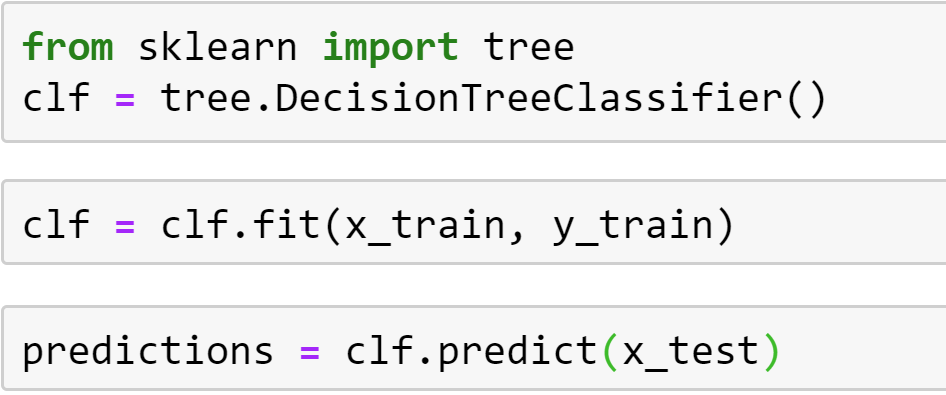 from sklearn import tree
clf = tree.DecisionTreeClassifier()
clf = clf.fit(x_train, y_train)
predictions = clf.predict(x_test)